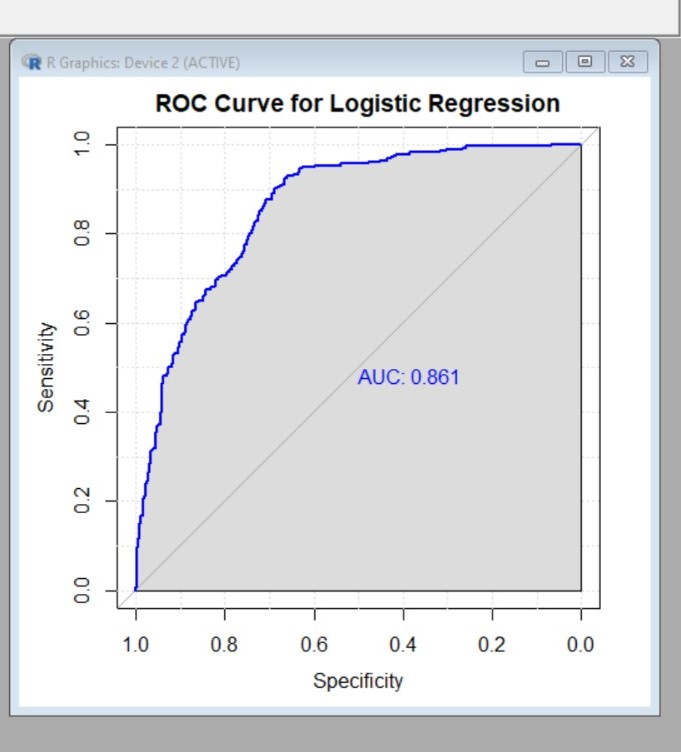 R Graphics: Device 2 (ACTIVE)
ROC Curve for Logistic Regression
1.0
0.8
0.6
0.4
0.2
0.0
Sensitivity
AUC: 0.861
1.0 0.8 0.6 0.4 0.2 0.0
Specificity